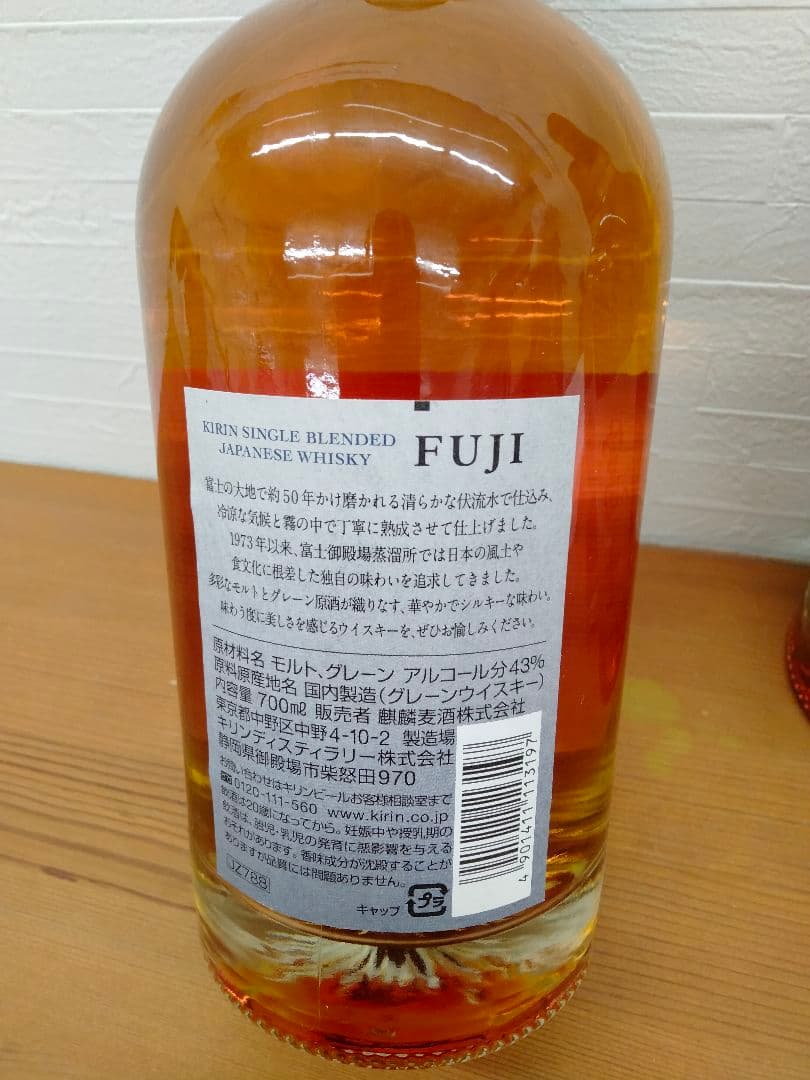 KIRIN SINGLE BLENDED
JAPANESE WHISKY
FUJI
富士の大地で約50年かけ磨かれる清らかな伏流水で仕込み、
冷涼な気候と霧の中で丁寧に熟成させて仕上げました。
1973年以来、富士御殿場蒸溜所では日本の風土や
食文化に根差した独自の味わいを追求してきました。
多彩なモルトとグレーン原酒が織りなす、華やかでシルキーな味わい。
味わう度に美しさを感じるウイスキーを、ぜひお愉しみください。
原材料名 モルト、グレーン アルコール分43%
原料原産地名 国内製造(グレーンウイスキー)
内容量 700mℓ 販売者 麒麟麦酒株式会社
東京都中野区中野4-10-2 製造場
キリンディスティラリー株式会社
静岡県御殿場市柴怒田970
お問い合わせはキリンビールお客様相談室まで
0120-111-560 www.kirin.co.jp
飲酒は20歳になってから。妊娠中や授乳期の
飲酒は、胎児・乳児の発育に悪影響を与える
おそれがあります。香味成分が沈殿することが
ありますが品質には問題ありません。
JZ788
キャップ プラ
4 901411 113197